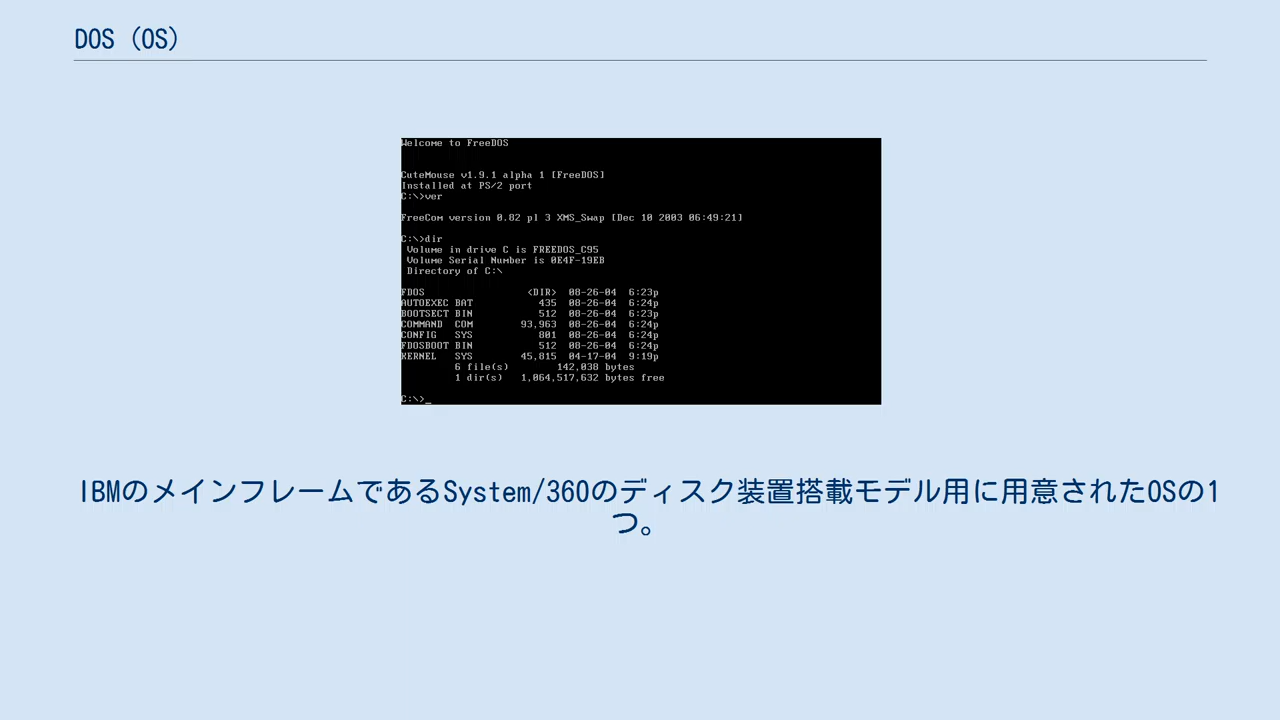 DOS（OS）
Welcome to FreeDOS
CuteMouse v1.9.1 alpha 1 [FreeDOS]
Installed at PS/2 port
C:\>ver
FreeCom version 0.82 pl 3 XMS_Swap [Dec 10 2003 06:49:21]
C:\>dir
Volume in drive C is FREEDOS_C95
Volume Serial Number is 0E4F-19EB
Directory of C:\
FDOS <DIR> 08-26-04 6:23p
AUTOEXEC BAT 435 08-26-04 6:24p
BOOTSECT BIN 512 08-26-04 6:23p
COMMAND COM 93,963 08-26-04 6:24p
CONFIG SYS 801 08-26-04 6:24p
FDOSBOOT BIN 512 08-26-04 6:24p
KERNEL SYS 45,815 04-17-04 9:19p
6 file(s) 142,038 bytes
1 dir(s) 1,064,517,632 bytes free
C:\>_
IBMのメインフレームであるSystem/360のディスク装置搭載モデル用に用意されたOSの1
つ。